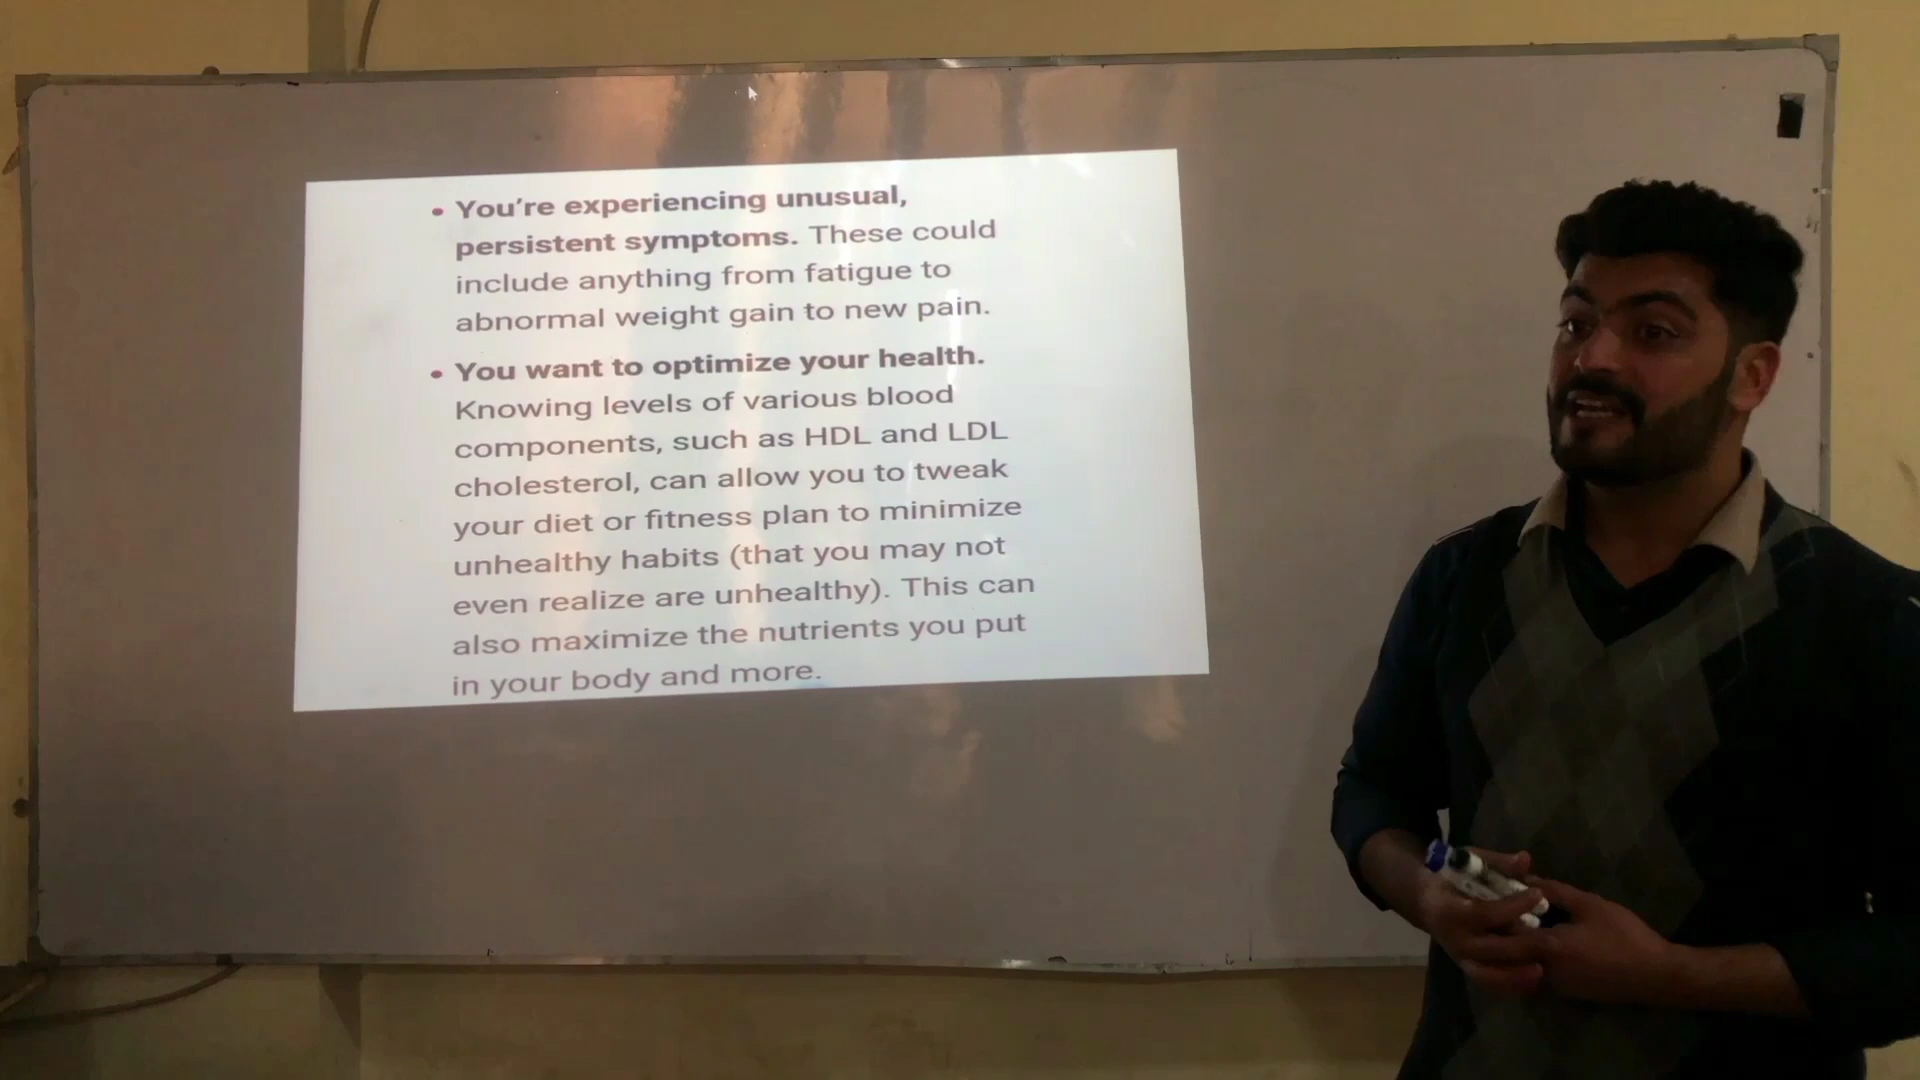 • You're experiencing unusual,
persistent symptoms. These could
include anything from fatigue to
abnormal weight gain to new pain.
• You want to optimize your health.
Knowing levels of various blood
components, such as HDL and LDL
cholesterol, can allow you to tweak
your diet or fitness plan to minimize
unhealthy habits (that you may not
even realize are unhealthy). This can
also maximize the nutrients you put
in your body and more.